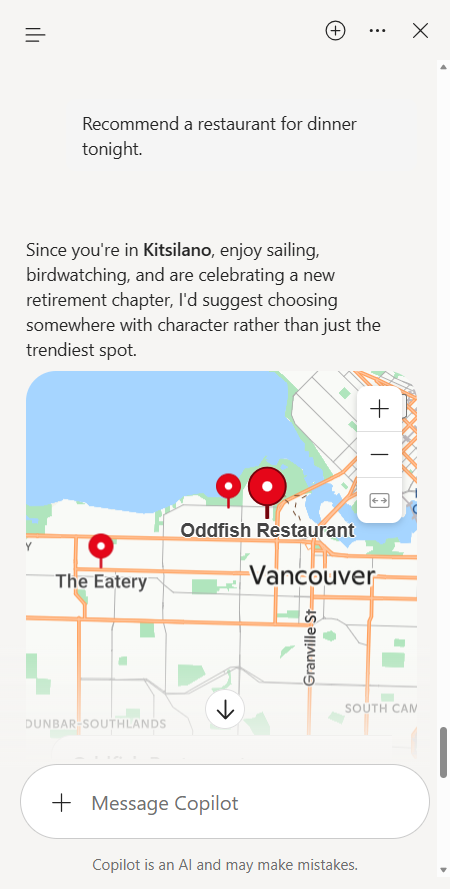 Recommend a restaurant for dinner
tonight.
Since you're in Kitsilano, enjoy sailing,
birdwatching, and are celebrating a new
retirement chapter, I'd suggest choosing
somewhere with character rather than just the
trendiest spot.
Oddfish Restaurant
The Eatery
Vancouver
Granville St
SOUTH CAM
DUNBAR-SOUTHLANDS
Message Copilot
Copilot is an AI and may make mistakes.